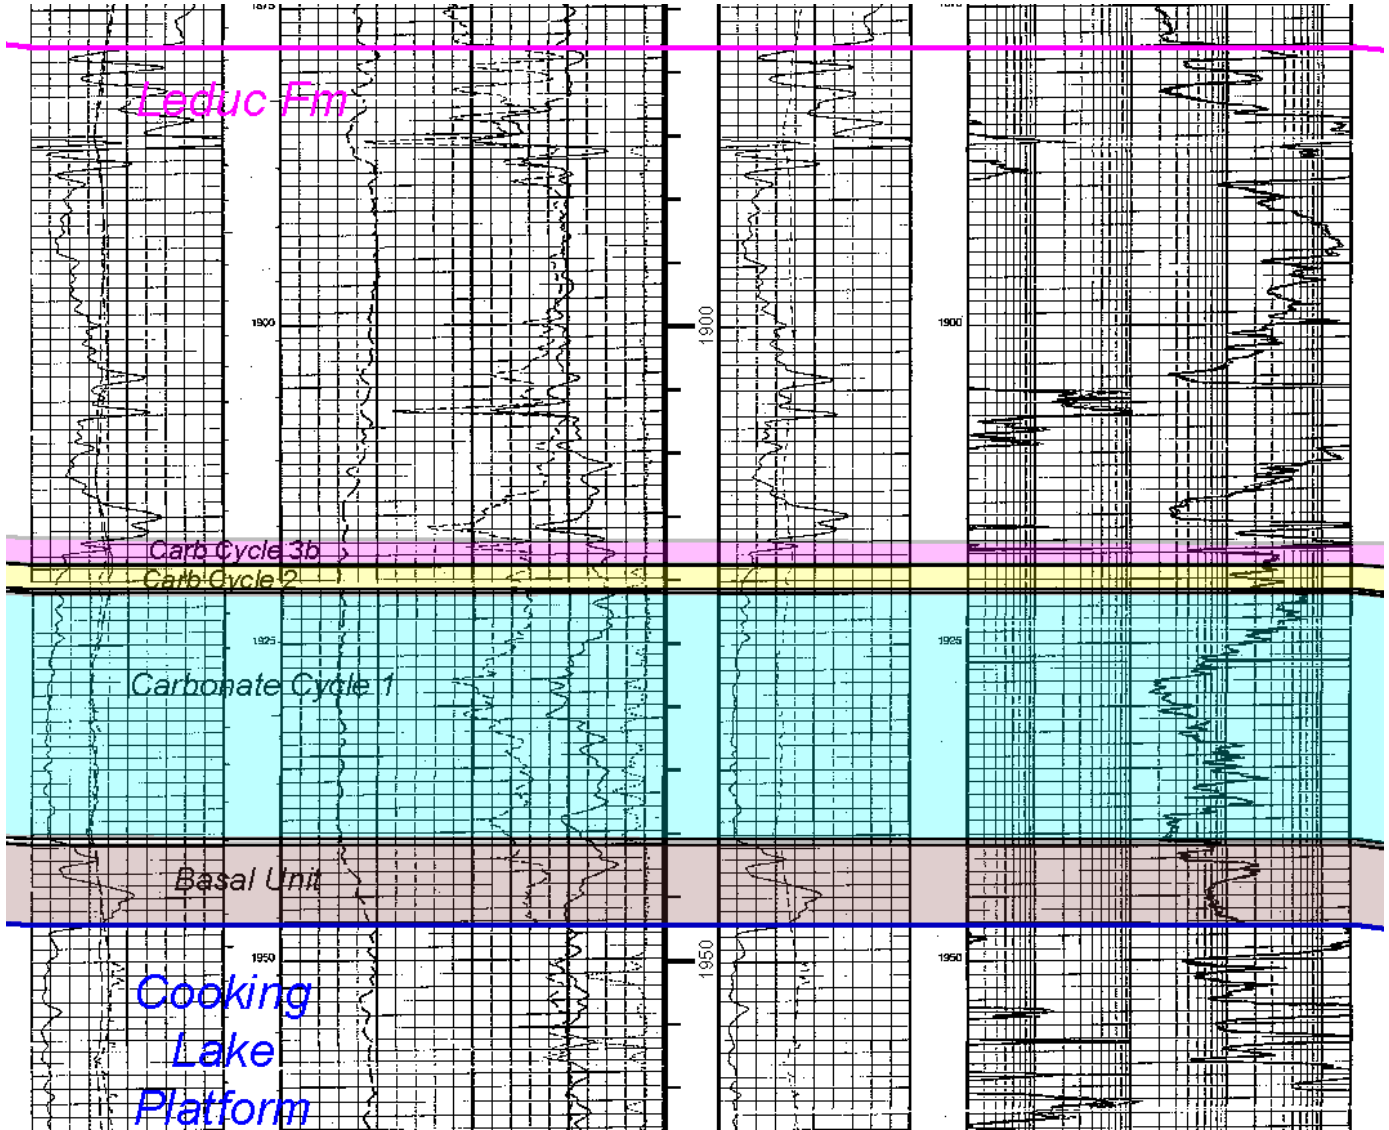 1875
Leduc Fm
1900
1900
1900
Carb Cycle 3b
Carb Cycle 2
1925
1925
Carbonate Cycle 1
Basal Unit
1950
1950
1950
Cooking
Lake
Platform